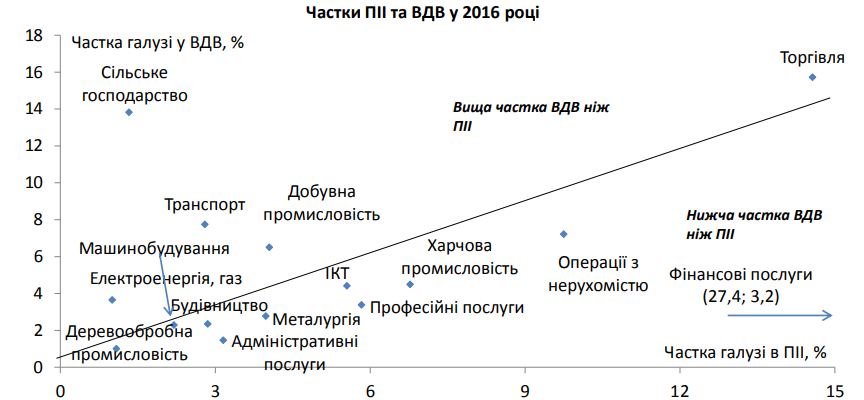 Частки ПІІ та ВДВ у 2016 році
18
16
14
12
10
8
6
4
2
0
Частка галузі у ВДВ, %
Сільське
господарство
Торгівля
Вища частка ВДВ ніж
ПІІ
Транспорт
Добувна
промисловість
Нижча частка ВДВ
ніж ПІІ
Машинобудування
Електроенергія, газ
ІКТ
Харчова
промисловість
Операції з
нерухомістю
Фінансові послуги
(27,4; 3,2)
Будівництво
Професійні послуги
Металургія
Деревообробна
промисловість
Адміністративні
послуги
Частка галузі в ПІІ, %
0
3
6
9
12
15